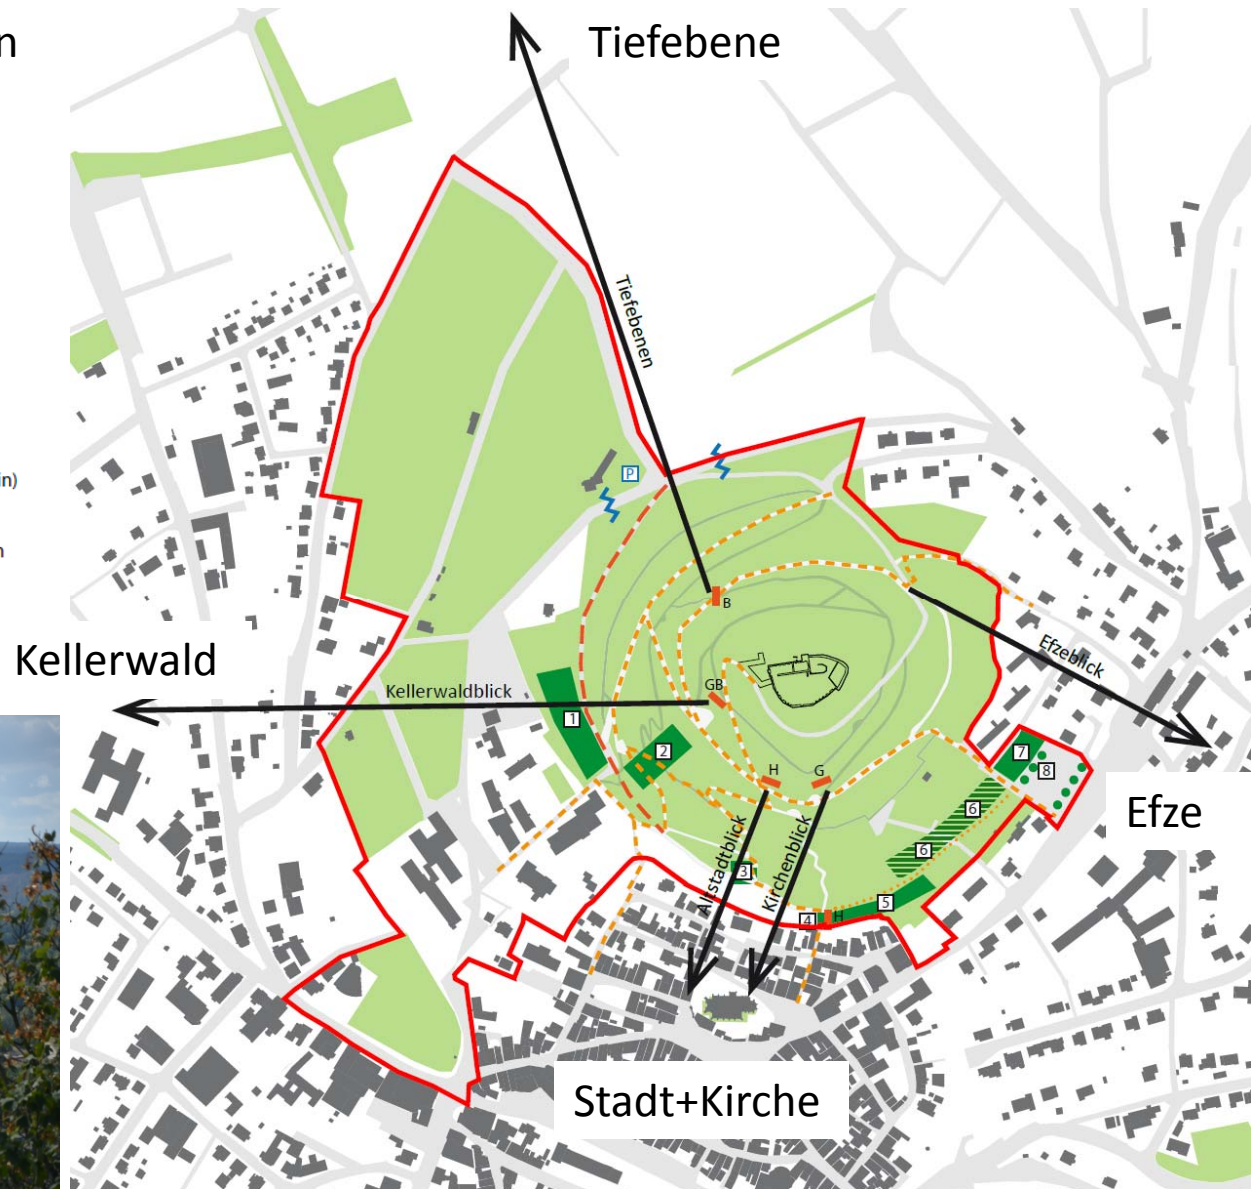 n
Tiefebene
Tiefebenen
in)
P
n
B
Efzeblick
Kellerwald
Kellerwaldblick
GB
1
2
7
8
H
G
6
Efze
6
Altstadtblick
Kirchenblick
3
5
4
H
Stadt+Kirche